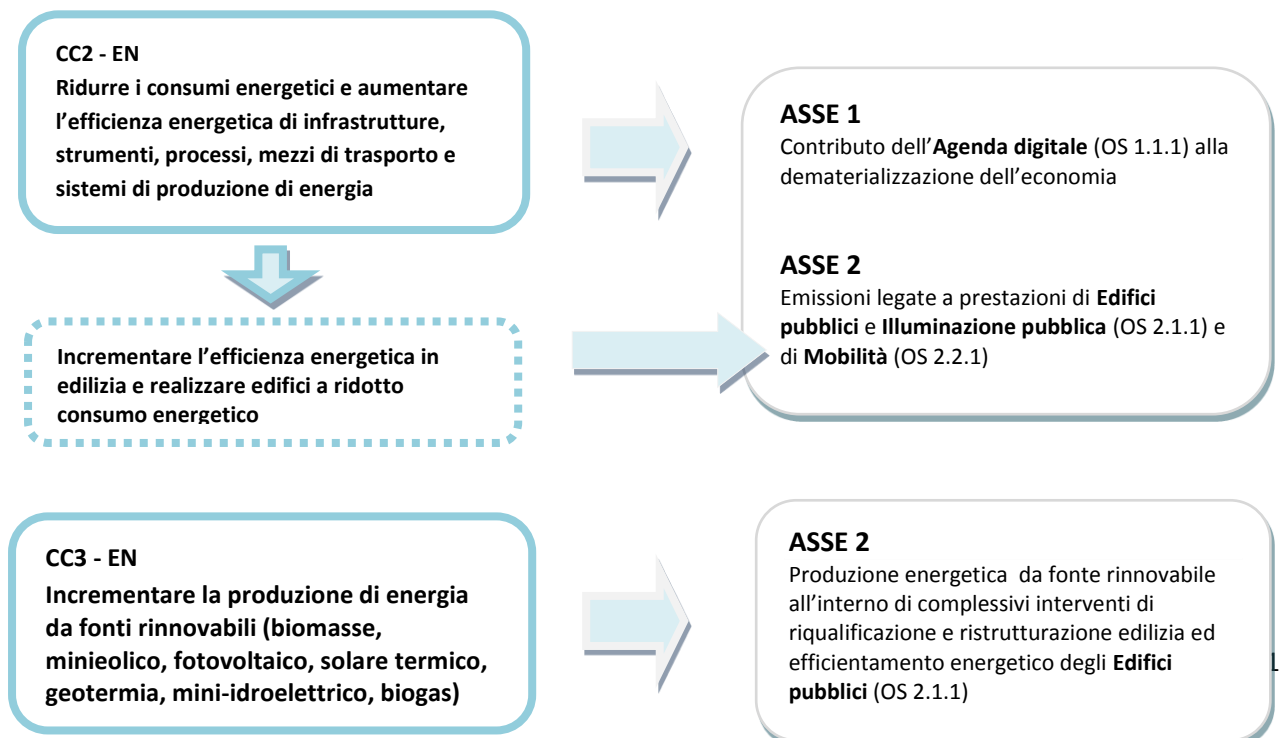 CC2 - EN
Ridurre i consumi energetici e aumentare
l’efficienza energetica di infrastrutture,
strumenti, processi, mezzi di trasporto e
sistemi di produzione di energia
ASSE 1
Contributo dell’Agenda digitale (OS 1.1.1) alla
dematerializzazione dell’economia
ASSE 2
Emissioni legate a prestazioni di Edifici
pubblici e Illuminazione pubblica (OS 2.1.1) e
di Mobilità (OS 2.2.1)
Incrementare l’efficienza energetica in
edilizia e realizzare edifici a ridotto
consumo energetico
CC3 - EN
Incrementare la produzione di energia
da fonti rinnovabili (biomasse,
minieolico, fotovoltaico, solare termico,
geotermia, mini-idroelettrico, biogas)
ASSE 2
Produzione energetica da fonte rinnovabile
all’interno di complessivi interventi di
riqualificazione e ristrutturazione edilizia ed
efficientamento energetico degli Edifici
pubblici (OS 2.1.1)